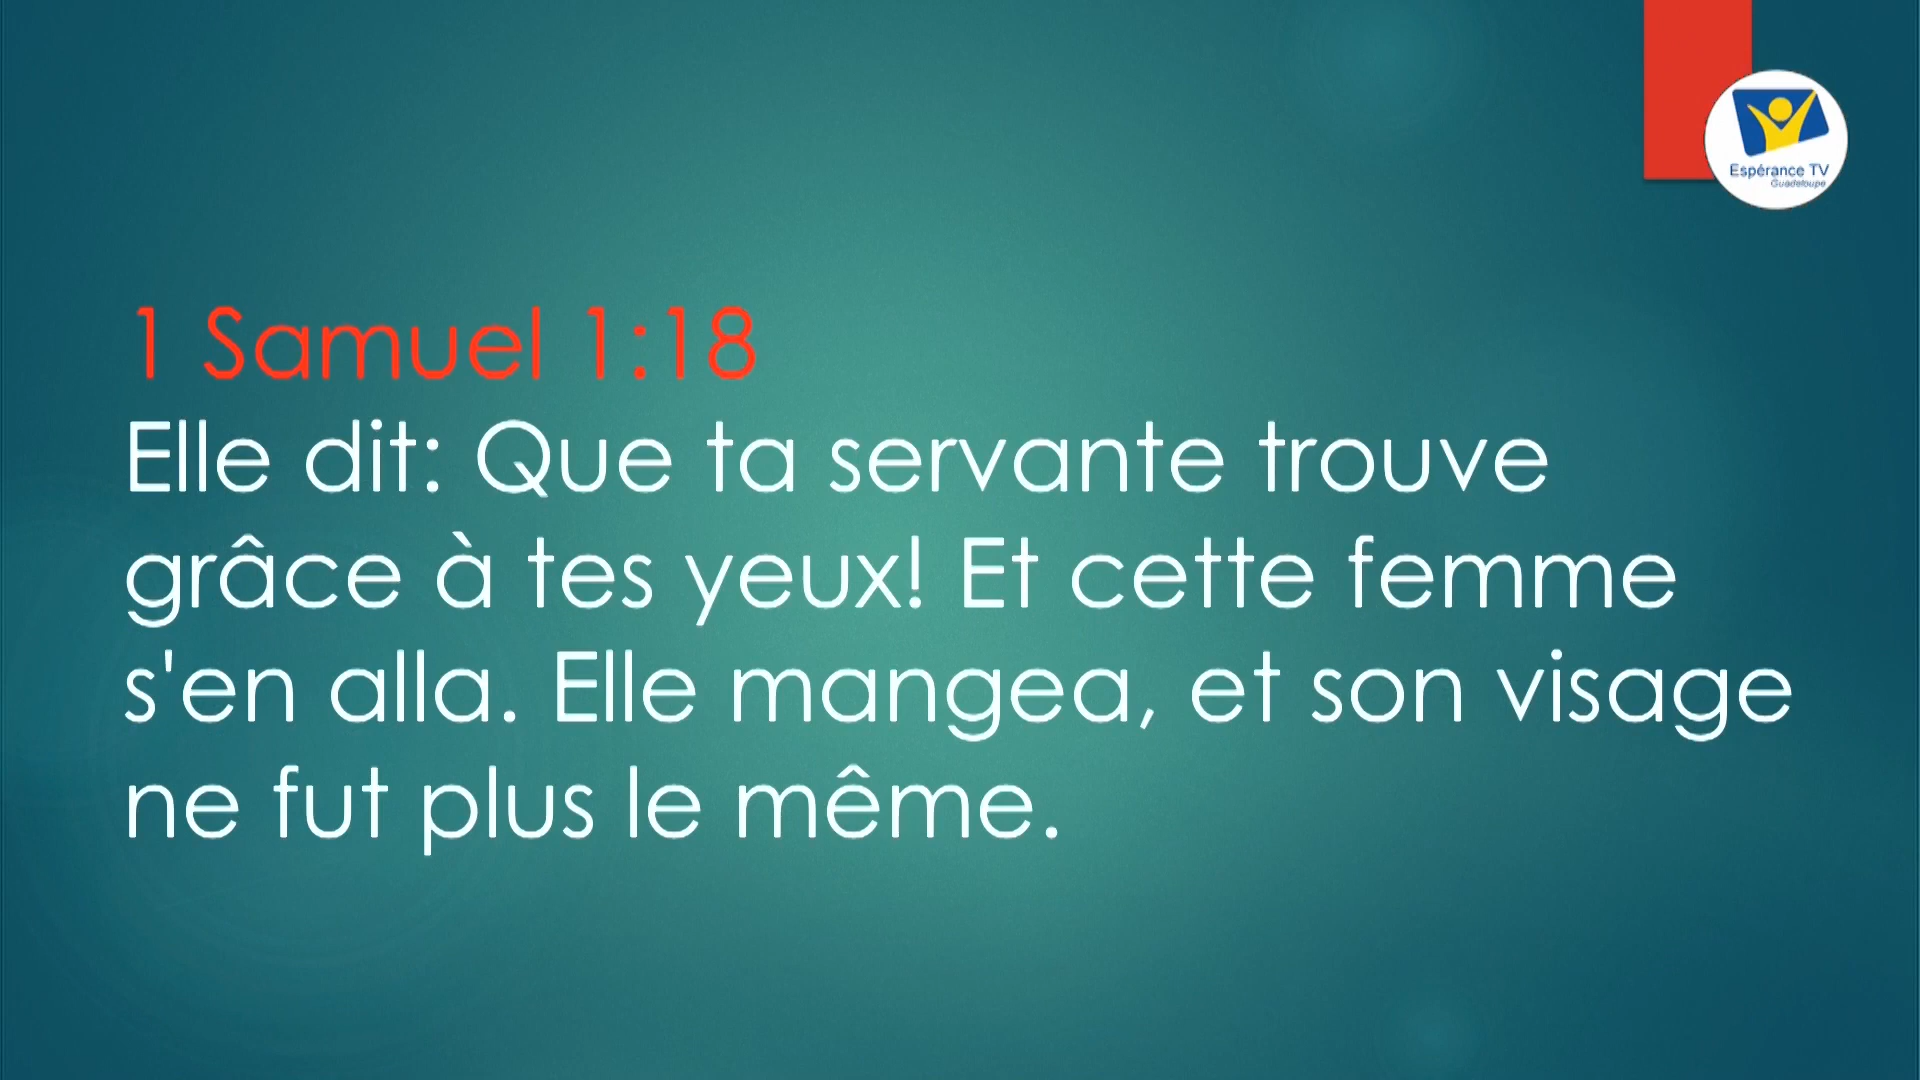 Espérance TV
Guadeloupe
1 Samuel 1:18
Elle dit: Que ta servante trouve
grâce à tes yeux! Et cette femme
s'en alla. Elle mangea, et son visage
ne fut plus le même.